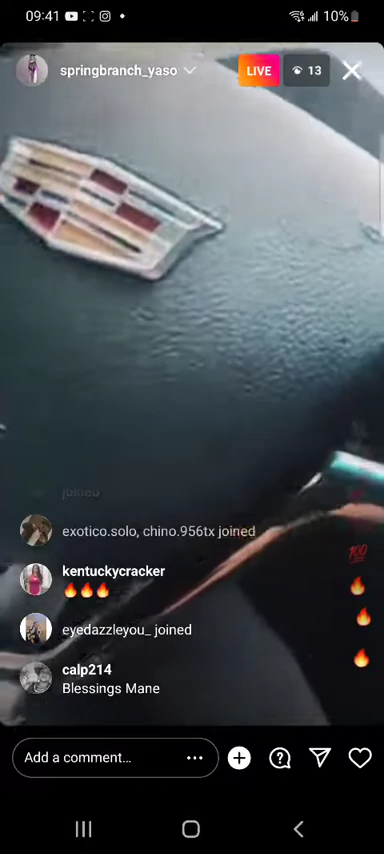 09:41
10%
springbranch_yaso
LIVE
13
joined
exotico.solo, chino.956tx joined
kentuckycracker
🔥🔥🔥
eyedazzleyou_ joined
calp214
Blessings Mane
💯
Add a comment…